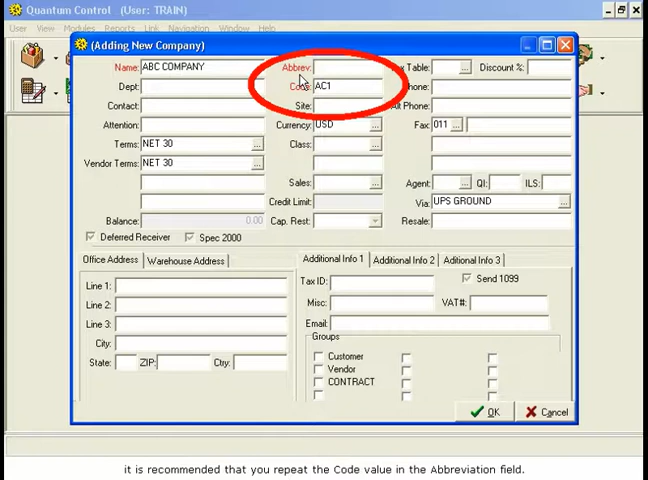 Quantum Control (User: TRAIN)
User View Modules Reports Link Navigation Window Help
(Adding New Company)
Name: ABC COMPANY Abbrev: Tax Table: Discount %:
Dept: Code: AC1 Phone:
Contact: Site: Alt Phone:
Attention: Currency: USD Fax: 011
Terms: NET 30 Class:
Vendor Terms: NET 30
Sales: Agent: QI: ILS:
Credit Limit: Via: UPS GROUND
Balance: 0.00 Cap. Rest: Resale:
Deferred Receiver Spec 2000
Office Address Warehouse Address Additional Info 1 Additional Info 2 Aditional Info 3
Line 1: Tax ID: Send 1099
Line 2: Misc: VAT#:
Line 3: Email:
City: Groups
State: ZIP: Ctry: Customer
Vendor
CONTRACT
OK Cancel
it is recommended that you repeat the Code value in the Abbreviation field.